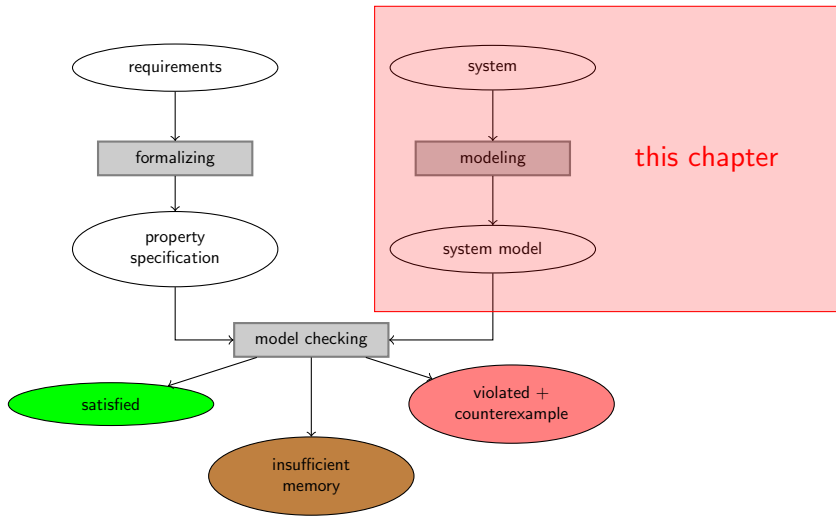 requirements
system
formalizing
modeling
this chapter
property
specification
system model
model checking
satisfied
violated +
counterexample
insufficient
memory